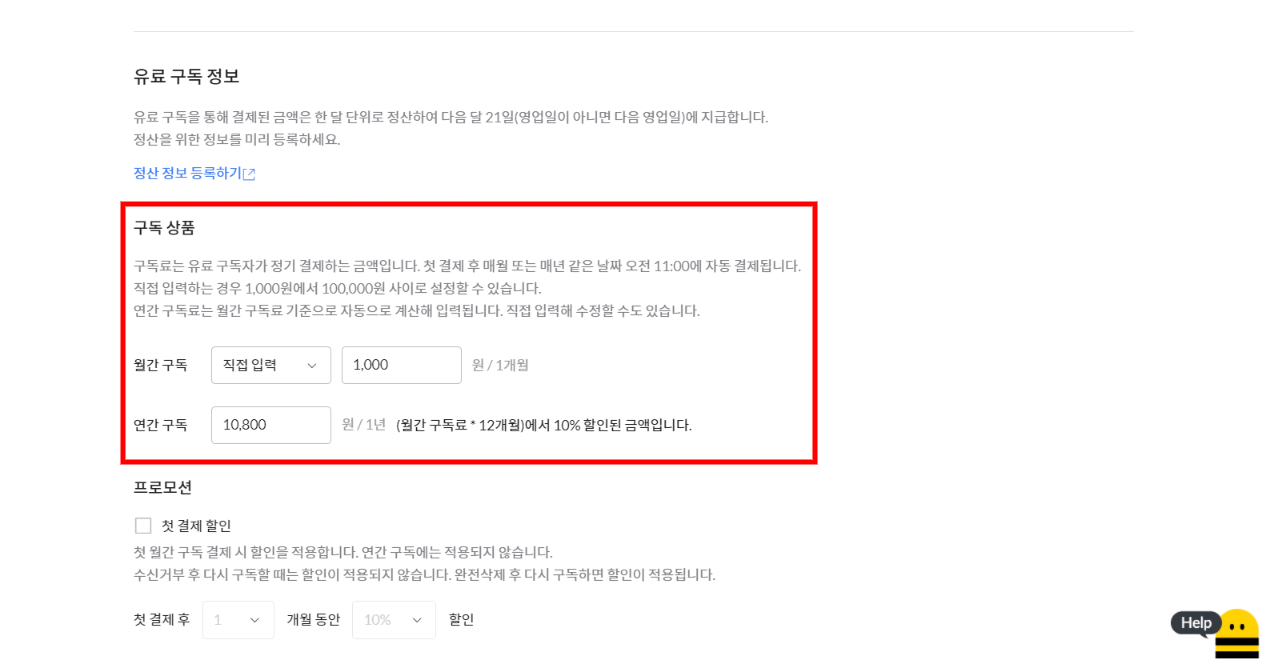 유료 구독 정보
유료 구독을 통해 결제된 금액은 한 달 단위로 정산하여 다음 달 21일(영업일이 아니면 다음 영업일)에 지급합니다.
정산을 위한 정보를 미리 등록하세요.
정산 정보 등록하기
구독 상품
구독료는 유료 구독자가 정기 결제하는 금액입니다. 첫 결제 후 매월 또는 매년 같은 날짜 오전 11:00에 자동 결제됩니다.
직접 입력하는 경우 1,000원에서 100,000원 사이로 설정할 수 있습니다.
연간 구독료는 월간 구독료 기준으로 자동으로 계산해 입력됩니다. 직접 입력해 수정할 수도 있습니다.
월간 구독 직접 입력 1,000 원 / 1개월
연간 구독 10,800 원 / 1년 (월간 구독료 * 12개월)에서 10% 할인된 금액입니다.
프로모션
첫 결제 할인
첫 월간 구독 결제 시 할인을 적용합니다. 연간 구독에는 적용되지 않습니다.
수신거부 후 다시 구독할 때는 할인이 적용되지 않습니다. 완전삭제 후 다시 구독하면 할인이 적용됩니다.
첫 결제 후 1 개월 동안 10% 할인
Help